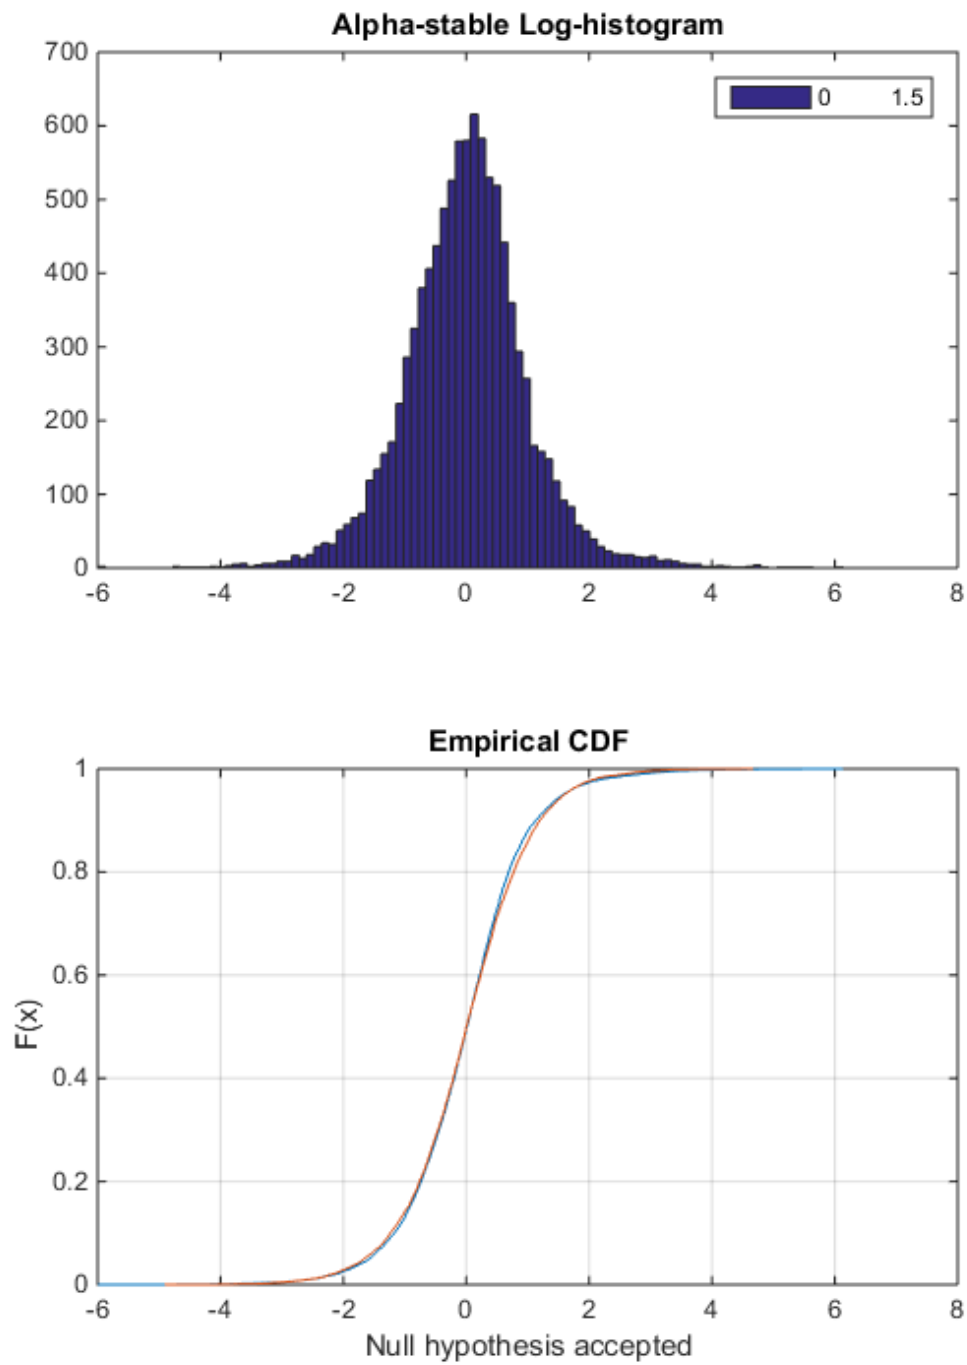 Alpha-stable Log-histogram
700
600
500
400
300
200
100
0
0 1.5
-6 -4 -2 0 2 4 6 8
Empirical CDF
1
0.8
0.6
0.4
0.2
0
F(x)
-6 -4 -2 0 2 4 6 8
Null hypothesis accepted